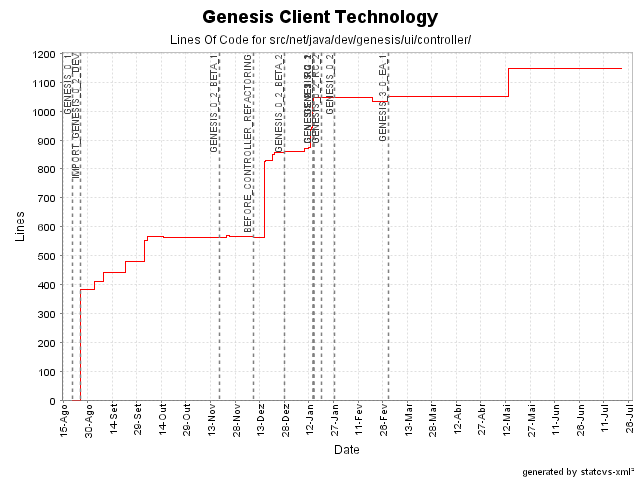 Genesis Client Technology
Lines Of Code for src/net/java/dev/genesis/ui/controller/
Lines
1200
1100
1000
900
800
700
600
500
400
300
200
100
0
GENESIS_0_1
IMPORT_GENESIS_0_2_DEV
GENESIS_0_2_BETA_1
BEFORE_CONTROLLER_REFACTORING
GENESIS_0_2_BETA_2
GENESIS_0_2
GENESIS_3_0_EA_1
15-Ago
30-Ago
14-Set
29-Set
14-Out
29-Out
13-Nov
28-Nov
13-Dez
28-Dez
12-Jan
27-Jan
11-Fev
26-Fev
13-Mar
28-Mar
12-Abr
27-Abr
12-Mai
27-Mai
11-Jun
26-Jun
11-Jul
26-Jul
Date
generated by statcvs-xml²